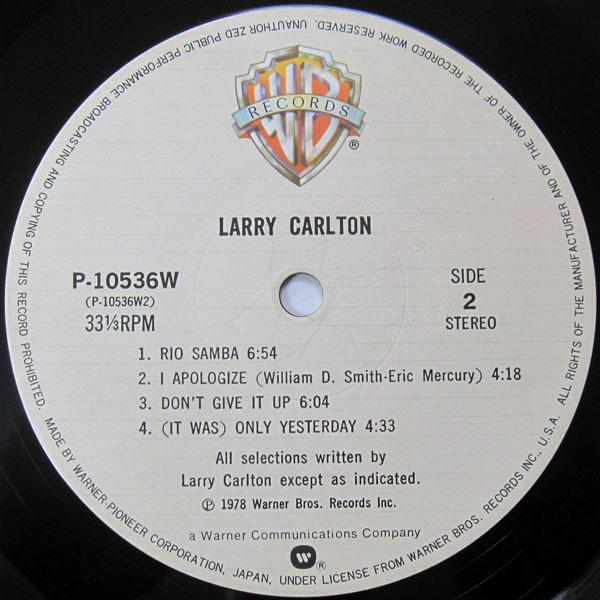 UNAUTHORIZED PUBLIC PERFORMANCE BROADCASTING AND COPYING OF THIS RECORD PROHIBITED. MADE BY WARNER-PIONEER CORPORATION, JAPAN, UNDER LICENSE FROM WARNER BROS. RECORDS INC., U.S.A. ALL RIGHTS OF THE MANUFACTURER AND OF THE OWNER OF THE RECORDED WORK RESERVED.
WB
RECORDS
®
LARRY CARLTON
P-10536W
(P-10536W2)
33⅓RPM
SIDE
2
STEREO
1. RIO SAMBA 6:54
2. I APOLOGIZE (William D. Smith-Eric Mercury) 4:18
3. DON'T GIVE IT UP 6:04
4. (IT WAS) ONLY YESTERDAY 4:33
All selections written by
Larry Carlton except as indicated.
℗ 1978 Warner Bros. Records Inc.
a Warner Communications Company
®